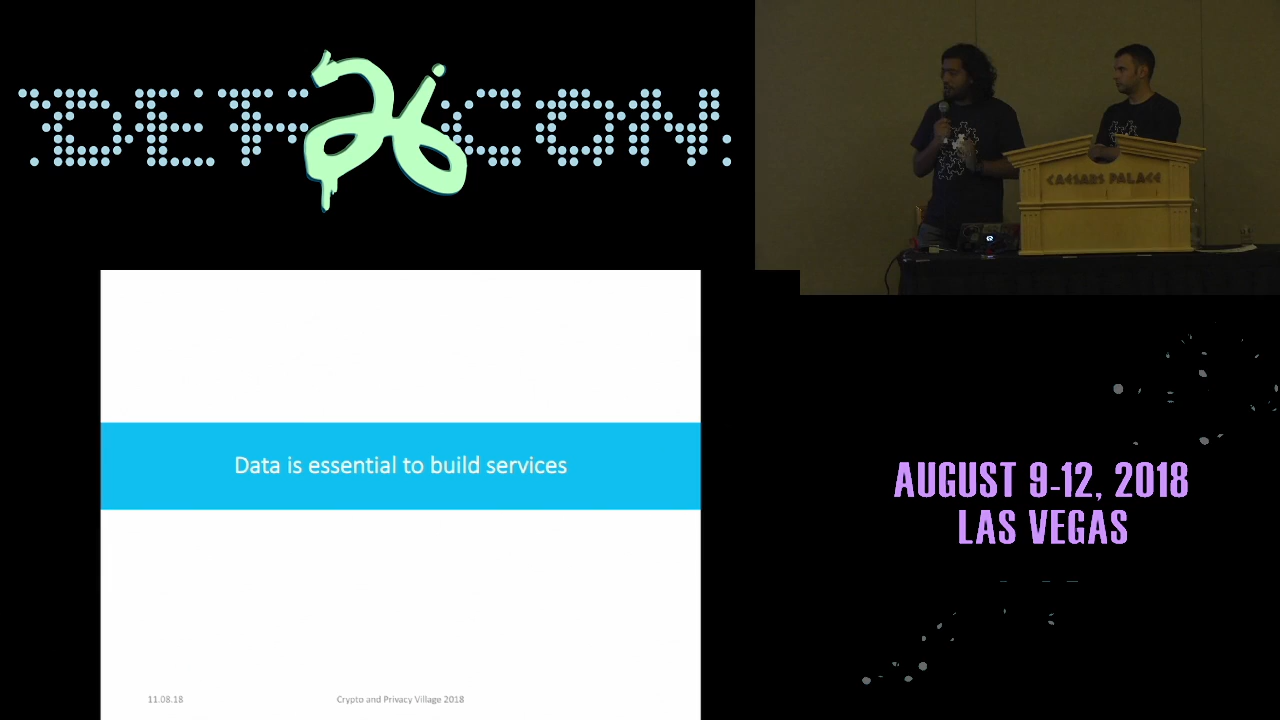 DEF CON
26
CAESARS PALACE
Data is essential to build services
AUGUST 9-12, 2018
LAS VEGAS
11.08.18
Crypto and Privacy Village 2018